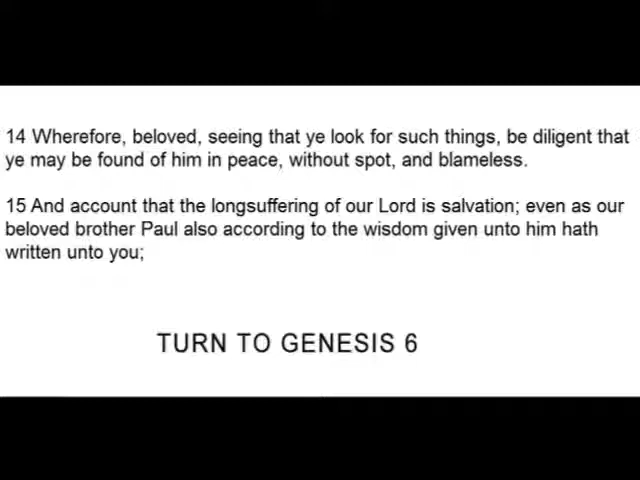 14 Wherefore, beloved, seeing that ye look for such things, be diligent that
ye may be found of him in peace, without spot, and blameless.
15 And account that the longsuffering of our Lord is salvation; even as our
beloved brother Paul also according to the wisdom given unto him hath
written unto you;
TURN TO GENESIS 6